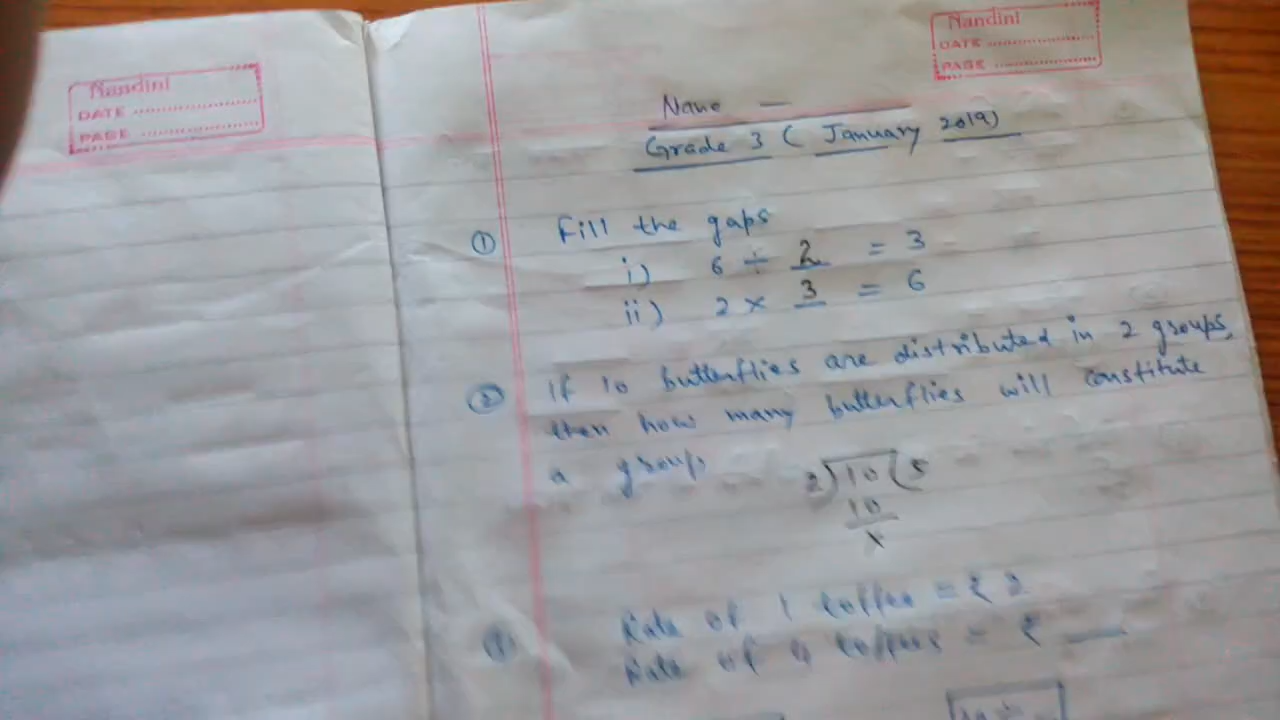 Nandini
DATE
PAGE
Nandini
DATE
PAGE
Name —
Grade 3 ( January 2019)
① Fill the gaps
i) 6 ÷ 2 = 3
ii) 2 × 3 = 6
② If 10 butterflies are distributed in 2 groups,
then how many butterflies will constitute
a group
2)10(5
10
x
③ Rate of 1 toffee = ₹ 2
Rate of 4 toffees = ₹ __